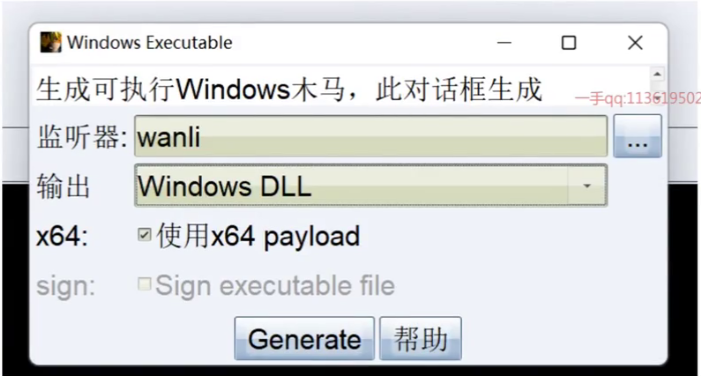 Windows Executable
生成可执行Windows木马，此对话框生成
一手qq:113619502
监听器: wanli ...
输出 Windows DLL
x64: 使用x64 payload
sign: Sign executable file
Generate 帮助